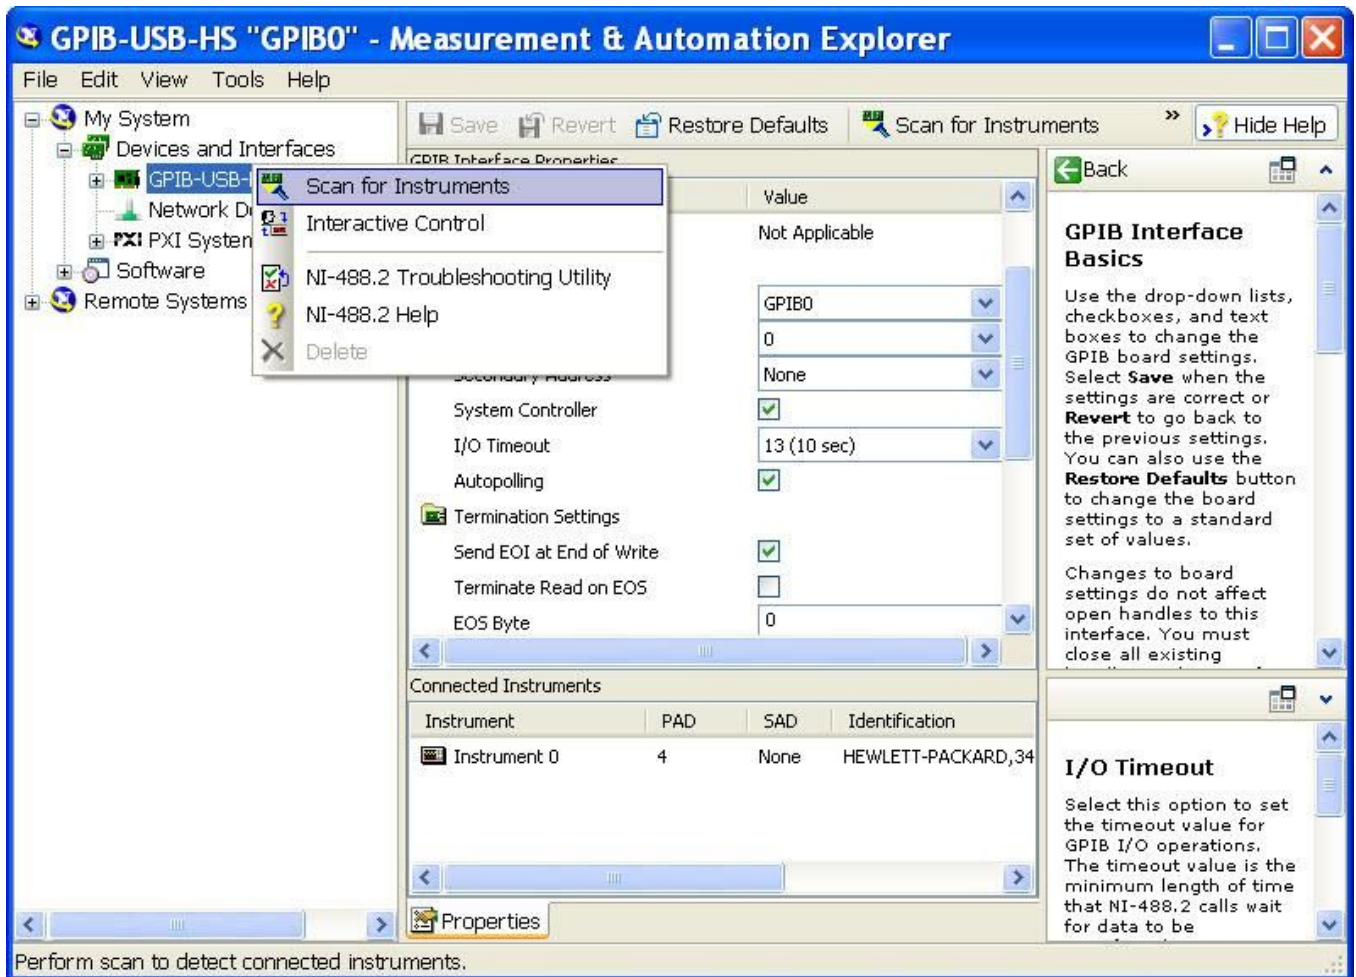 GPIB-USB-HS "GPIB0" - Measurement & Automation Explorer
File Edit View Tools Help
My System
Devices and Interfaces
GPIB-USB-
Network D
PXI System
Software
Remote Systems
Scan for Instruments
Interactive Control
NI-488.2 Troubleshooting Utility
NI-488.2 Help
Delete
Save Revert Restore Defaults Scan for Instruments » Hide Help
GPIB Interface Properties
Value
Not Applicable
GPIB0
0
Secondary Address None
System Controller
I/O Timeout 13 (10 sec)
Autopolling
Termination Settings
Send EOI at End of Write
Terminate Read on EOS
EOS Byte 0
Connected Instruments
Instrument PAD SAD Identification
Instrument 0 4 None HEWLETT-PACKARD,34
Properties
Back
GPIB Interface
Basics
Use the drop-down lists,
checkboxes, and text
boxes to change the
GPIB board settings.
Select Save when the
settings are correct or
Revert to go back to
the previous settings.
You can also use the
Restore Defaults button
to change the board
settings to a standard
set of values.
Changes to board
settings do not affect
open handles to this
interface. You must
close all existing
I/O Timeout
Select this option to set
the timeout value for
GPIB I/O operations.
The timeout value is the
minimum length of time
that NI-488.2 calls wait
for data to be
Perform scan to detect connected instruments.